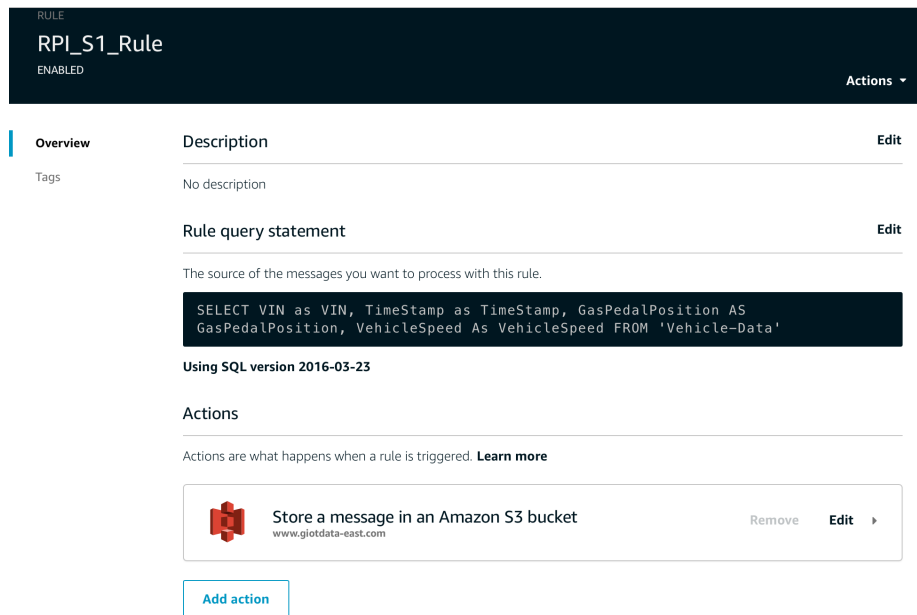 RULE
RPI_S1_Rule
ENABLED
Actions
Overview
Tags
Description
Edit
No description
Rule query statement
Edit
The source of the messages you want to process with this rule.
SELECT VIN as VIN, TimeStamp as TimeStamp, GasPedalPosition AS
GasPedalPosition, VehicleSpeed As VehicleSpeed FROM 'Vehicle-Data'
Using SQL version 2016-03-23
Actions
Actions are what happens when a rule is triggered. Learn more
Store a message in an Amazon S3 bucket
www.giotdata-east.com
Remove
Edit
Add action